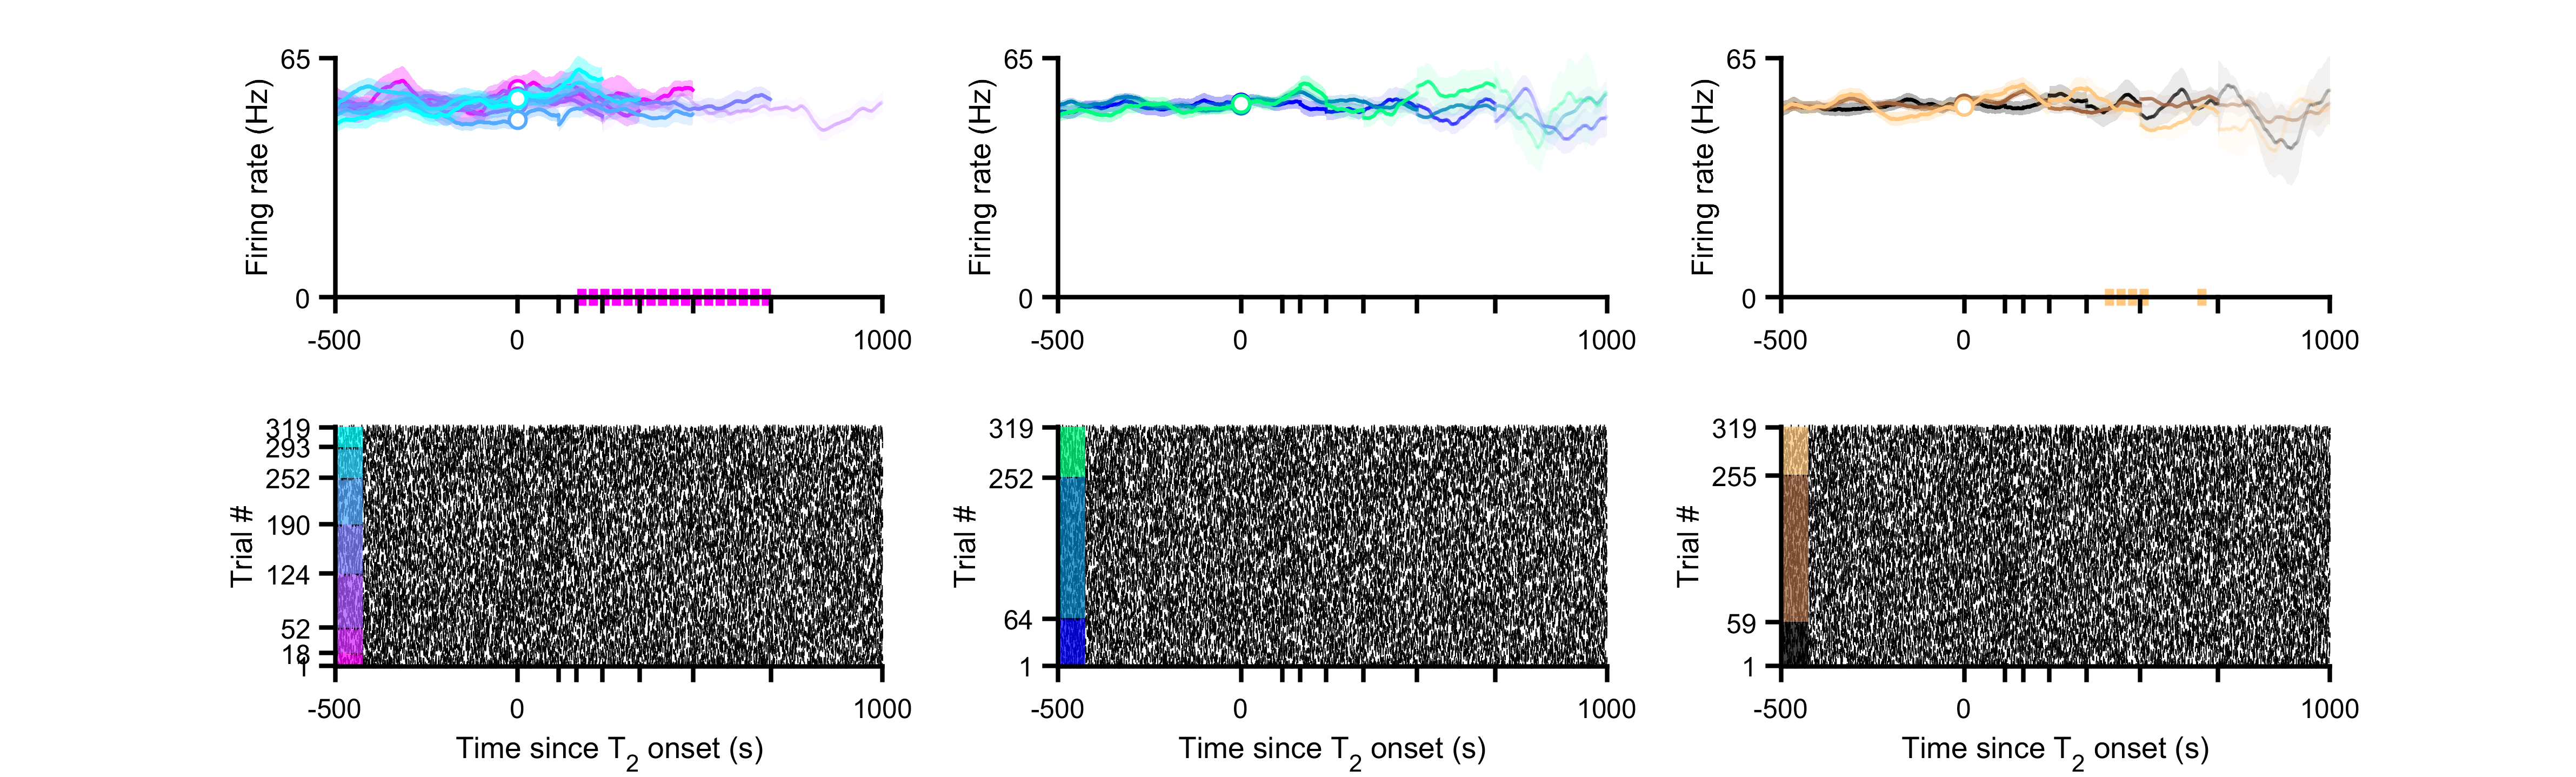 65
Firing rate (Hz)
0
-500 0 1000
65
Firing rate (Hz)
0
-500 0 1000
65
Firing rate (Hz)
0
-500 0 1000
319
293
252
190
124
52
18
1
Trial #
-500 0 1000
Time since T2 onset (s)
319
252
64
1
Trial #
-500 0 1000
Time since T2 onset (s)
319
255
59
1
Trial #
-500 0 1000
Time since T2 onset (s)